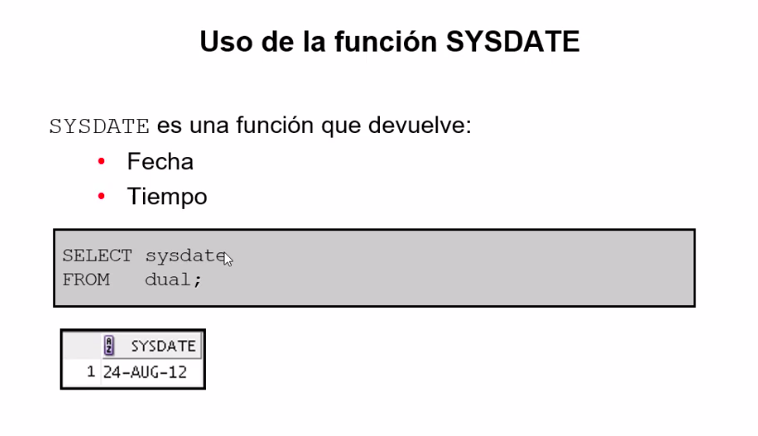 Uso de la función SYSDATE
SYSDATE es una función que devuelve:
• Fecha
• Tiempo
SELECT sysdate
FROM dual;
SYSDATE
1 24-AUG-12